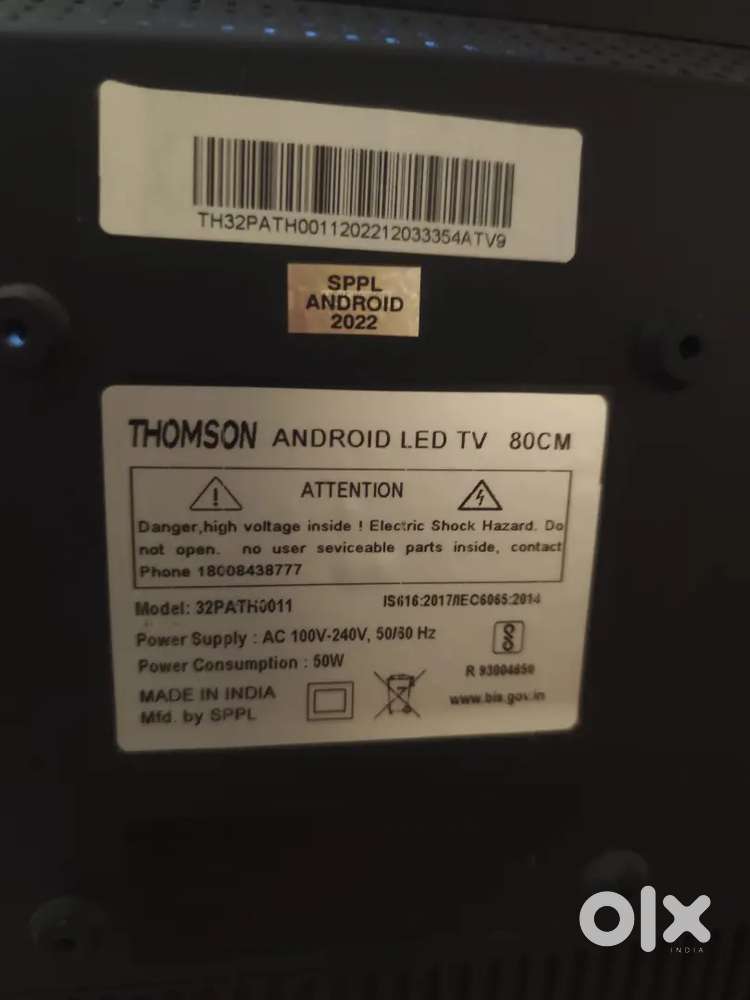 TH32PATH0011202212033354ATV9
SPPL
ANDROID
2022
THOMSON ANDROID LED TV 80CM
ATTENTION
Danger,high voltage inside ! Electric Shock Hazard. Do
not open. no user seviceable parts inside, contact
Phone 18008438777
Model: 32PATH0011
IS616:2017/IEC6065:2014
Power Supply : AC 100V-240V, 50/60 Hz
Power Consumption : 50W
R 93004650
MADE IN INDIA
www.bis.gov.in
Mfd. by SPPL
olx
INDIA